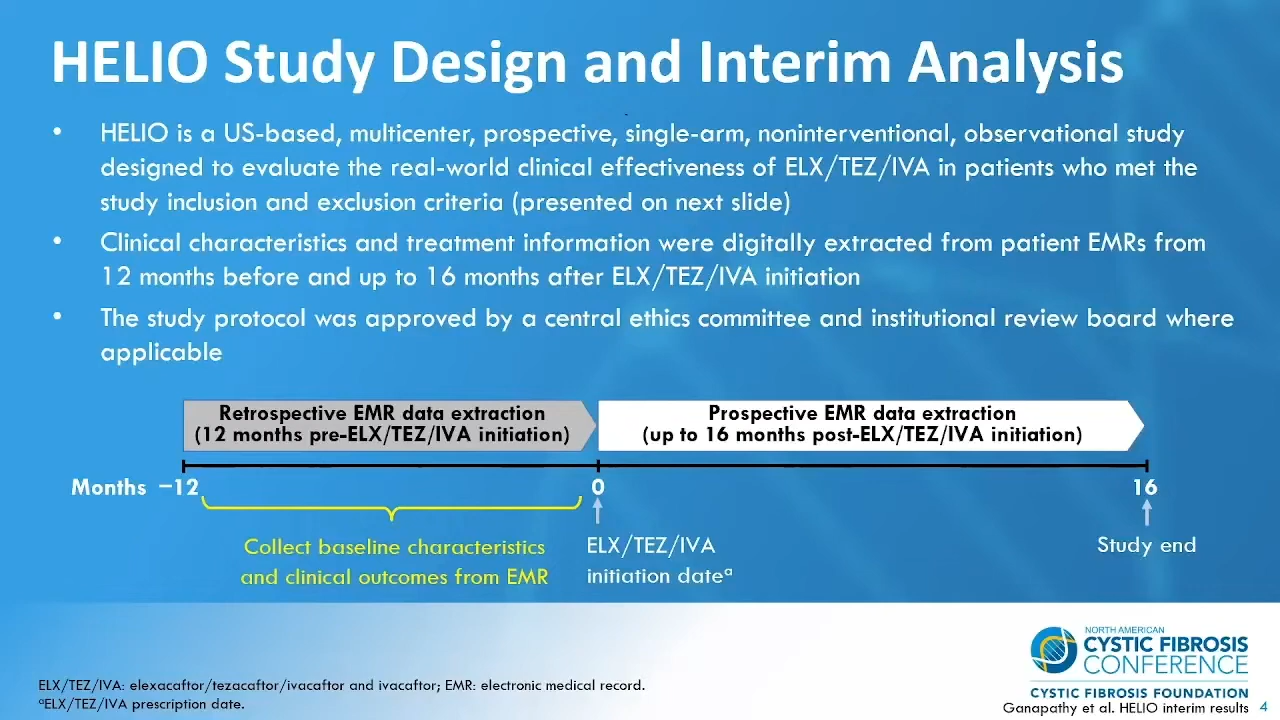 HELIO Study Design and Interim Analysis
• HELIO is a US-based, multicenter, prospective, single-arm, noninterventional, observational study
designed to evaluate the real-world clinical effectiveness of ELX/TEZ/IVA in patients who met the
study inclusion and exclusion criteria (presented on next slide)
• Clinical characteristics and treatment information were digitally extracted from patient EMRs from
12 months before and up to 16 months after ELX/TEZ/IVA initiation
• The study protocol was approved by a central ethics committee and institutional review board where
applicable
Retrospective EMR data extraction
(12 months pre-ELX/TEZ/IVA initiation)
Prospective EMR data extraction
(up to 16 months post-ELX/TEZ/IVA initiation)
Months −12 0 16
Collect baseline characteristics
and clinical outcomes from EMR
ELX/TEZ/IVA
initiation dateᵃ
Study end
NORTH AMERICAN
CYSTIC FIBROSIS
CONFERENCE
CYSTIC FIBROSIS FOUNDATION
ELX/TEZ/IVA: elexacaftor/tezacaftor/ivacaftor and ivacaftor; EMR: electronic medical record.
ᵃELX/TEZ/IVA prescription date.
Ganapathy et al. HELIO interim results 4